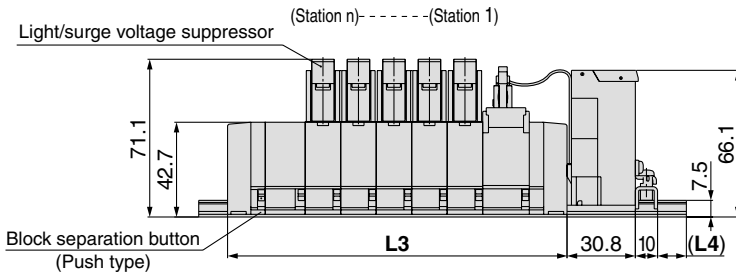 (Station n)- - - - - -(Station 1)
Light/surge voltage suppressor
71.1
42.7
66.1
7.5
Block separation button
(Push type)
L3
30.8
10
(L4)